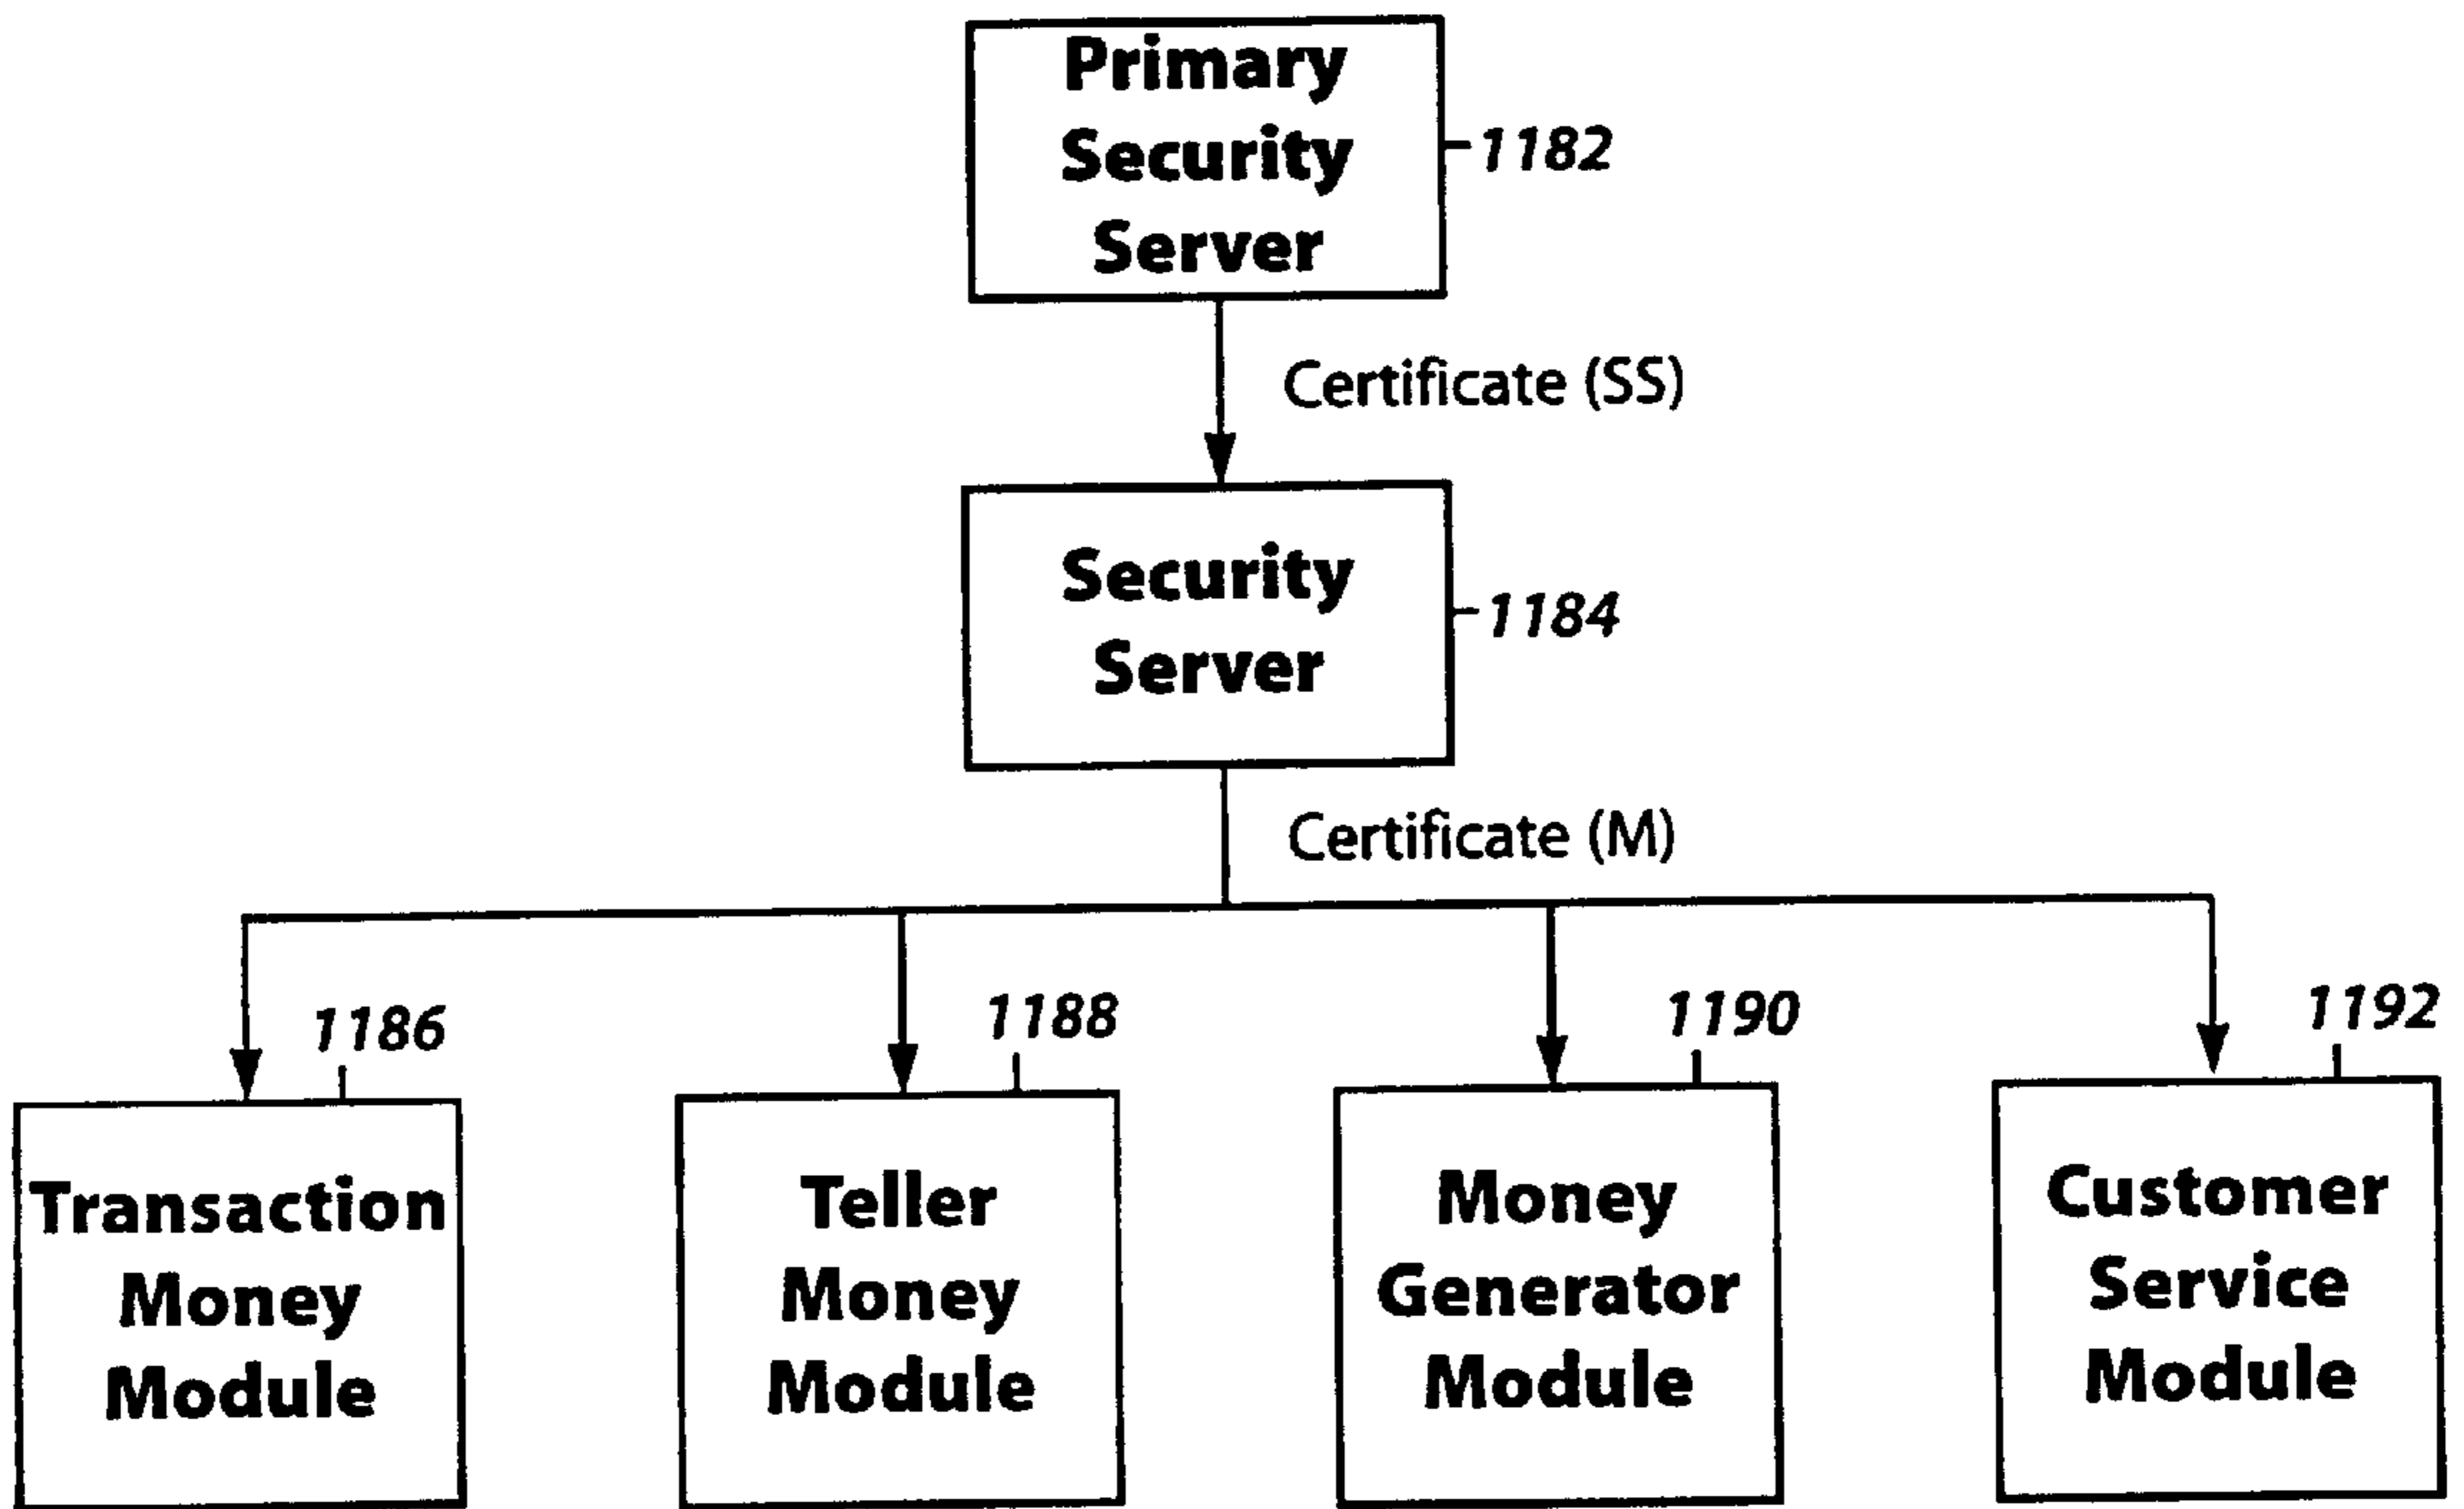 Primary
Security
Server
1182
Certificate (SS)
Security
Server
1184
Certificate (M)
1186
1188
1190
1192
Transaction
Money
Module
Teller
Money
Module
Money
Generator
Module
Customer
Service
Module